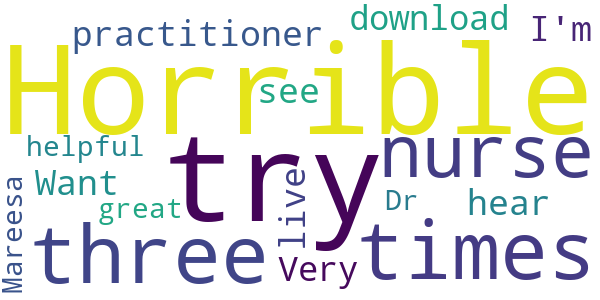 download
I'm
practitioner
Horrible
see
helpful
try
nurse
Want
live
Dr
hear
great
Mareesa
three
Very
times